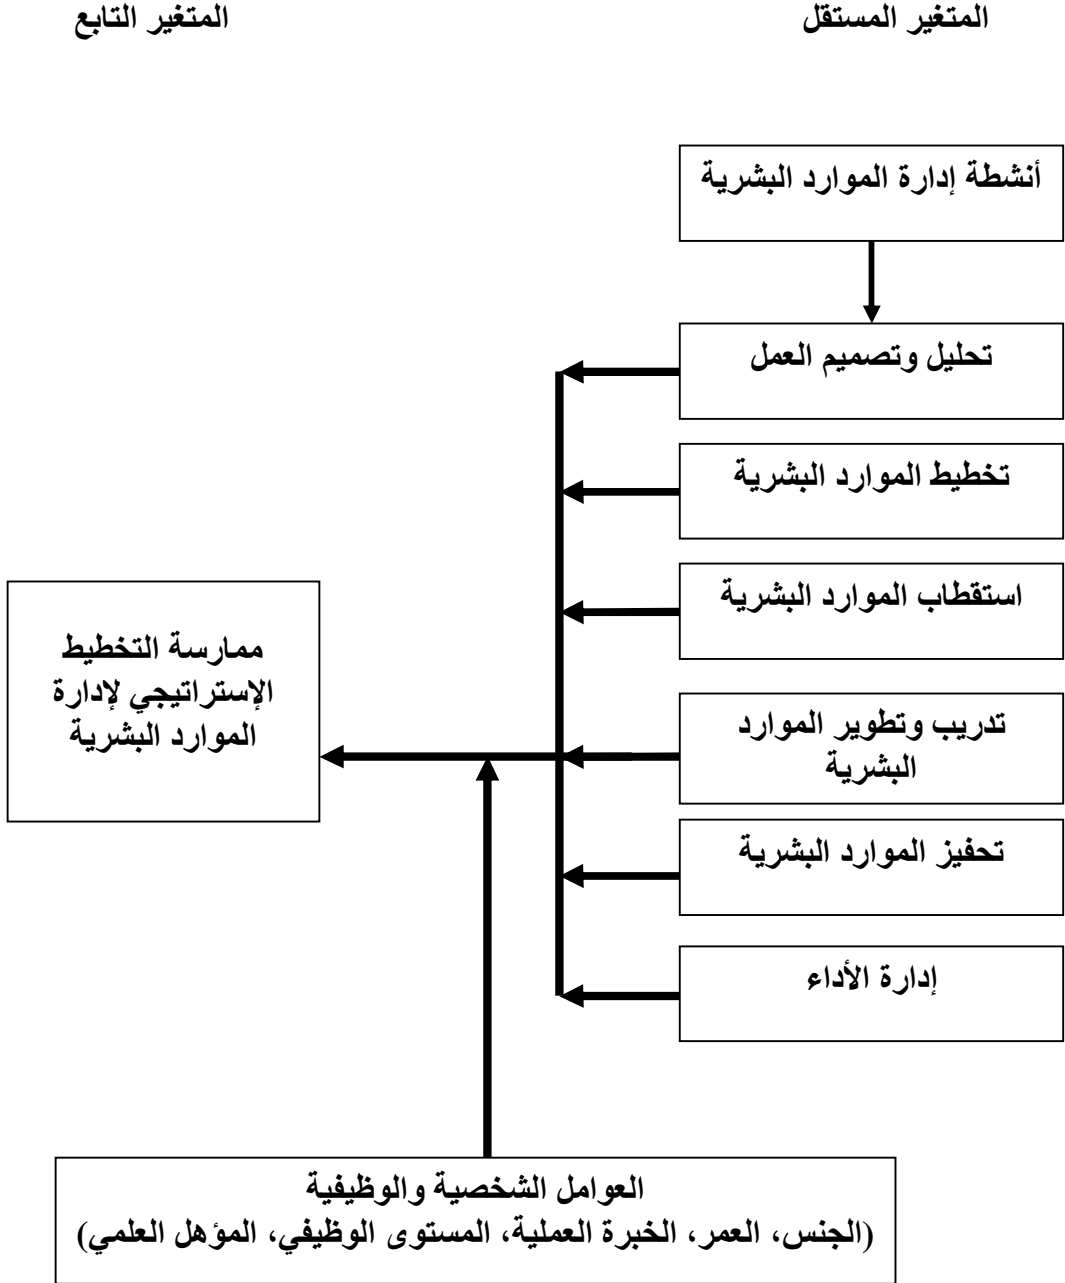 المتغير المستقل
المتغير التابع
أنشطة إدارة الموارد البشرية
تحليل وتصميم العمل
تخطيط الموارد البشرية
استقطاب الموارد البشرية
تدريب وتطوير الموارد
البشرية
تحفيز الموارد البشرية
إدارة الأداء
ممارسة التخطيط
الإستراتيجي لإدارة
الموارد البشرية
العوامل الشخصية والوظيفية
(الجنس، العمر، الخبرة العملية، المستوى الوظيفي، المؤهل العلمي)